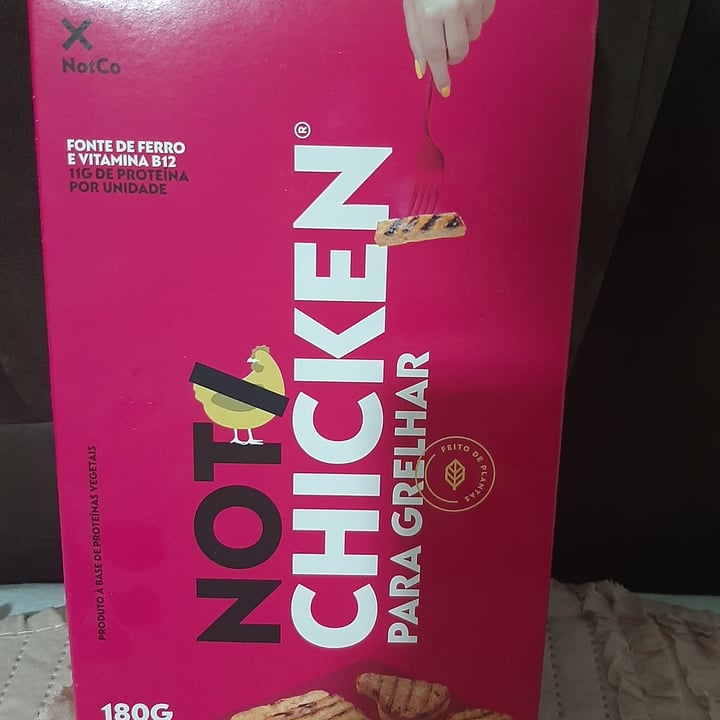 NotCo
FONTE DE FERRO
E VITAMINA B12
11G DE PROTEÍNA
POR UNIDADE
NOT
CHICKEN®
PARA GRELHAR
FEITO DE PLANTAS
PRODUTO À BASE DE PROTEÍNAS VEGETAIS
180G